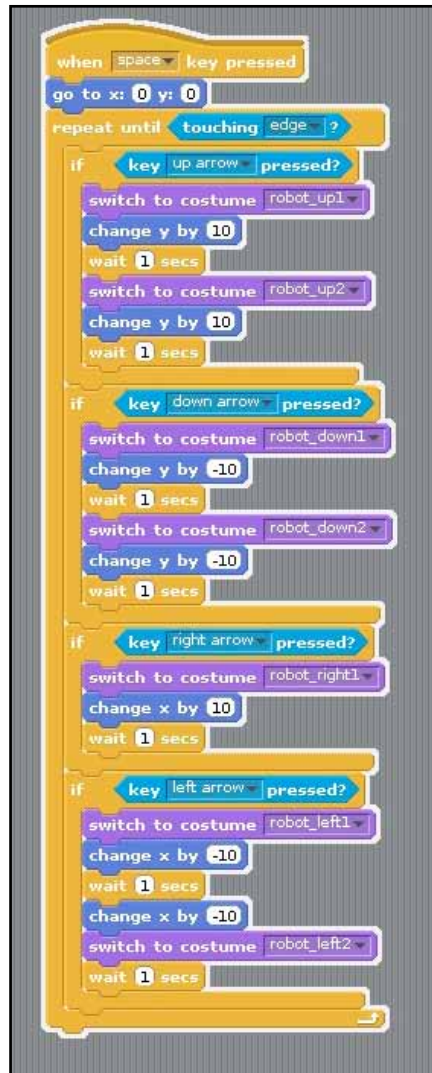 when space key pressed
go to x: 0 y: 0
repeat until touching edge ?
if key up arrow pressed?
switch to costume robot_up1
change y by 10
wait 1 secs
switch to costume robot_up2
change y by 10
wait 1 secs
if key down arrow pressed?
switch to costume robot_down1
change y by -10
wait 1 secs
switch to costume robot_down2
change y by -10
wait 1 secs
if key right arrow pressed?
switch to costume robot_right1
change x by 10
wait 1 secs
if key left arrow pressed?
switch to costume robot_left1
change x by -10
wait 1 secs
change x by -10
switch to costume robot_left2
wait 1 secs